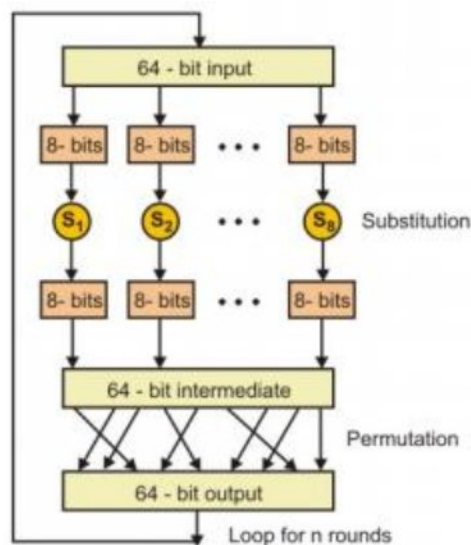 64 - bit input
8- bits 8- bits • • • 8- bits
S1 S2 • • • S8 Substitution
8- bits 8- bits • • • 8- bits
64 - bit intermediate
Permutation
64 - bit output
Loop for n rounds